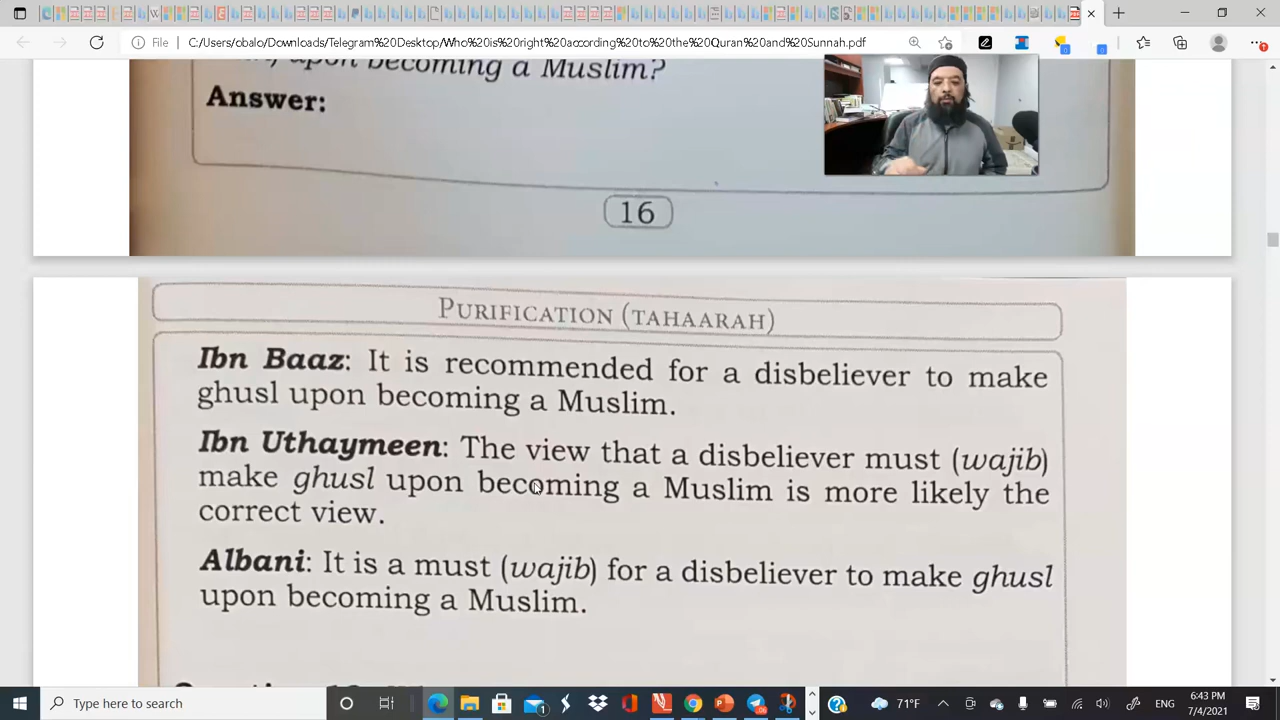 File
C:/Users/obalo/Downloads/Telegram%20Desktop/Who%20is%20right%20according%20to%20the%20Quran%20and%20Sunnah.pdf
upon becoming a Muslim?
Answer:
16
PURIFICATION (TAHAARAH)
Ibn Baaz: It is recommended for a disbeliever to make
ghusl upon becoming a Muslim.
Ibn Uthaymeen: The view that a disbeliever must (wajib)
make ghusl upon becoming a Muslim is more likely the
correct view.
Albani: It is a must (wajib) for a disbeliever to make ghusl
upon becoming a Muslim.
Type here to search
71°F
ENG
6:43 PM
7/4/2021